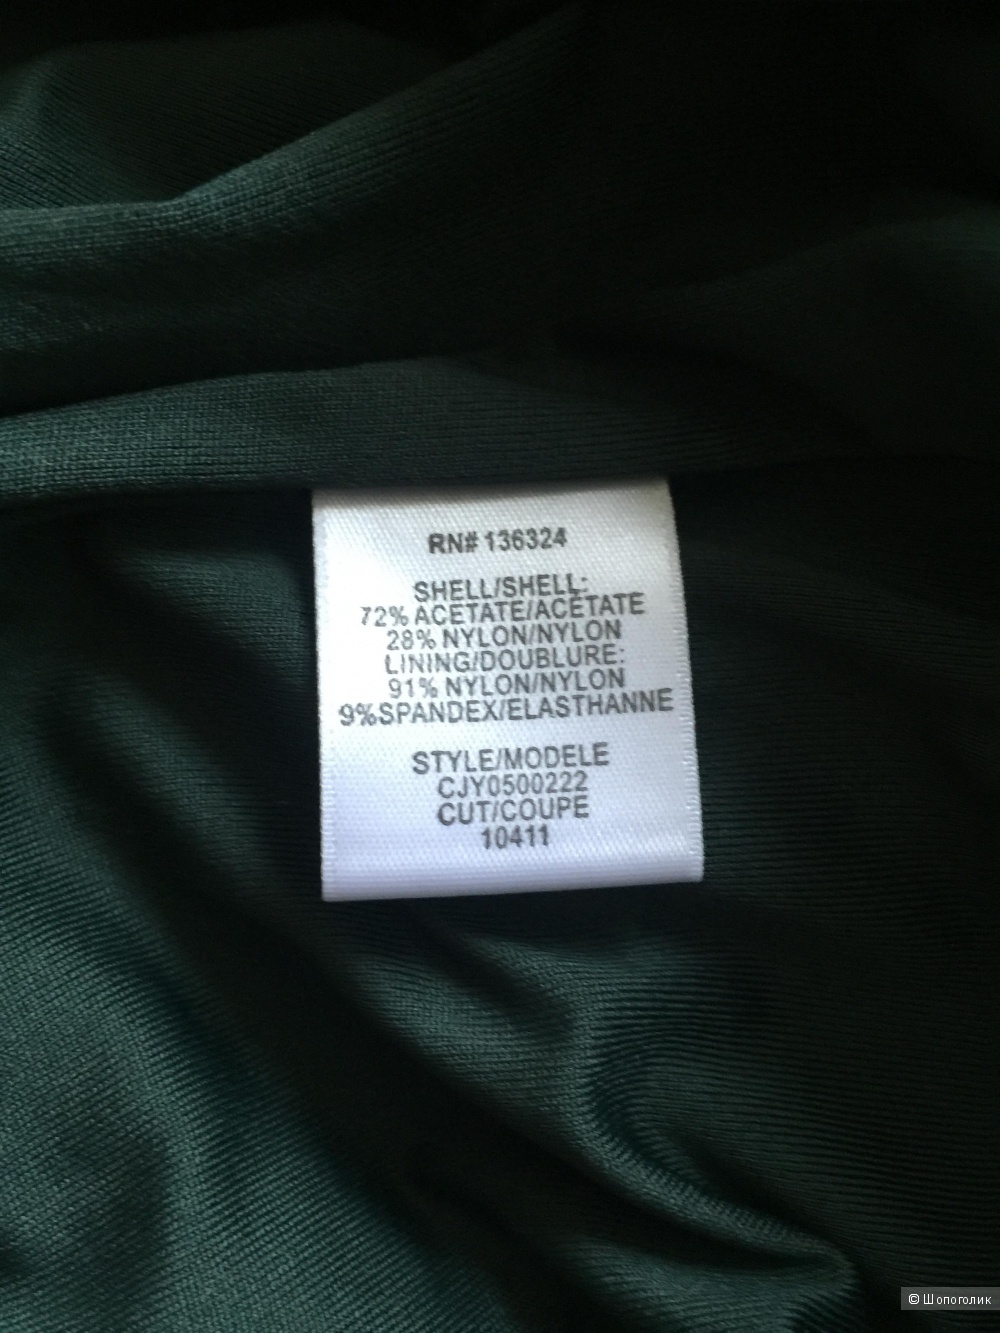 RN# 136324
SHELL/SHELL:
72% ACETATE/ACÉTATE
28% NYLON/NYLON
LINING/DOUBLURE:
91% NYLON/NYLON
9%SPANDEX/ELASTHANNE
STYLE/MODELE
CJY0500222
CUT/COUPE
10411
© Шопоголик